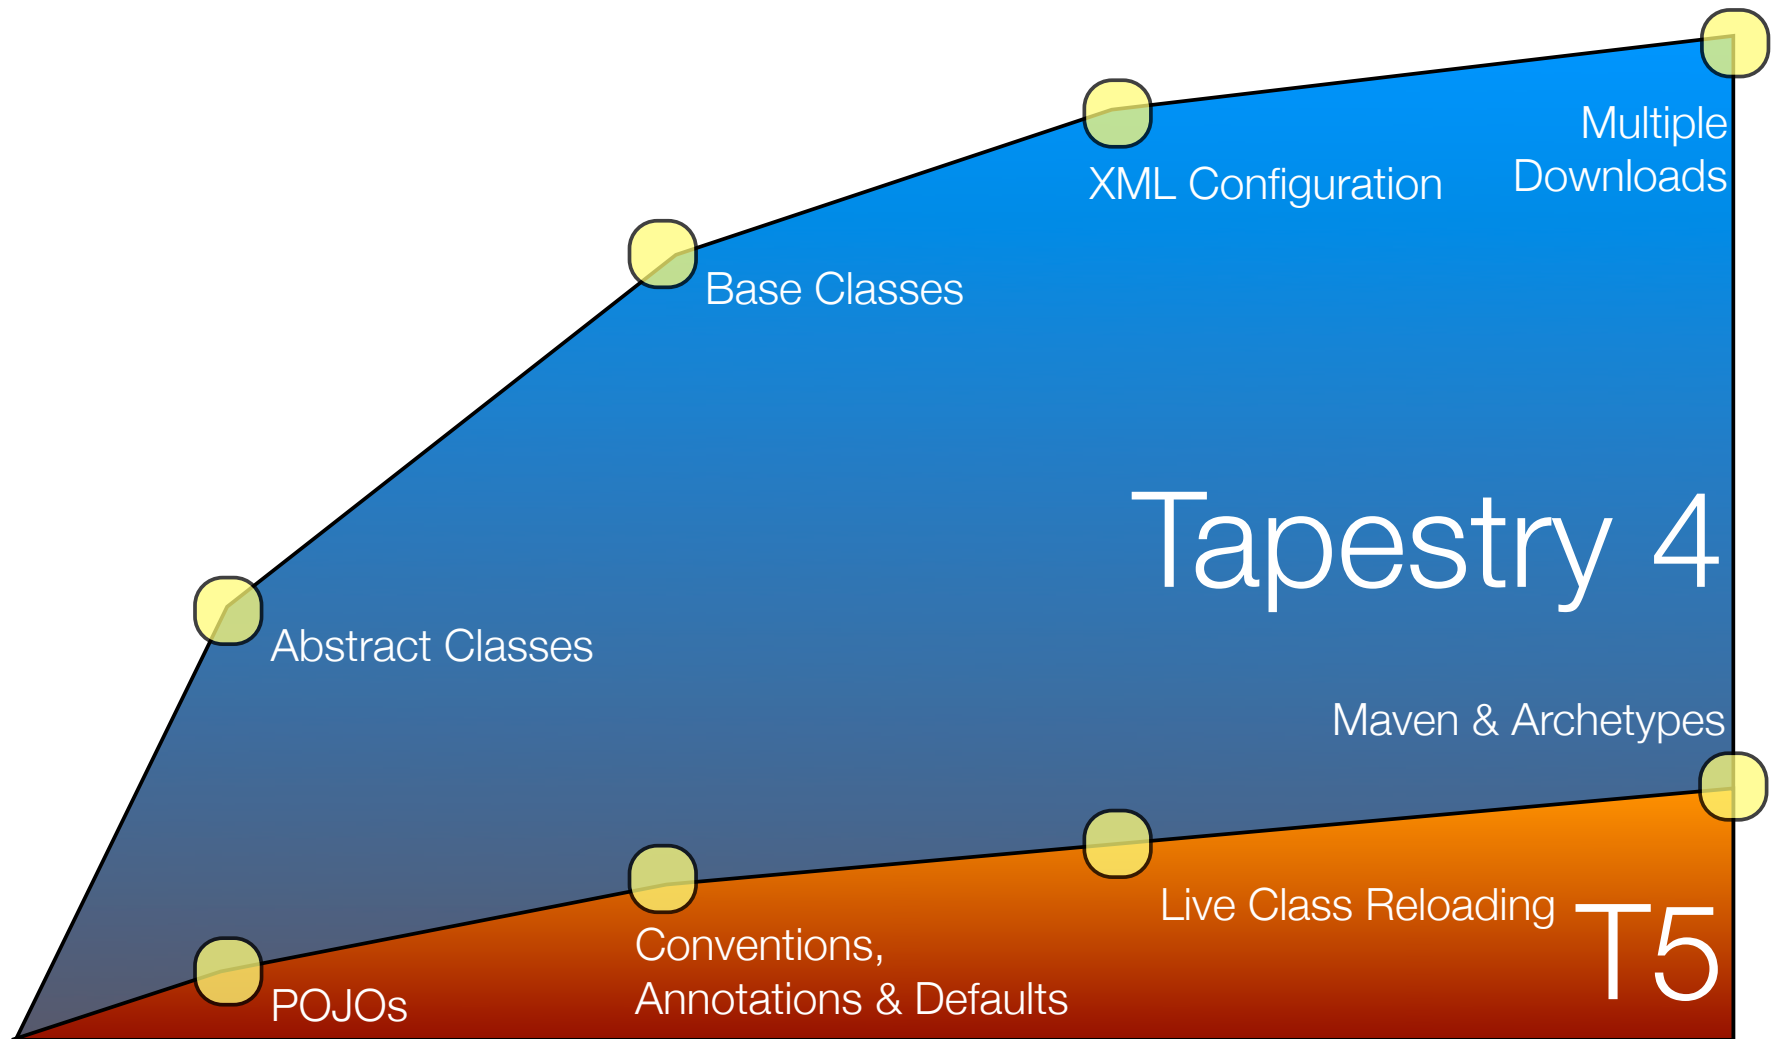 Multiple
Downloads
XML Configuration
Base Classes
Tapestry 4
Abstract Classes
Maven & Archetypes
Live Class Reloading
T5
Conventions,
Annotations & Defaults
POJOs